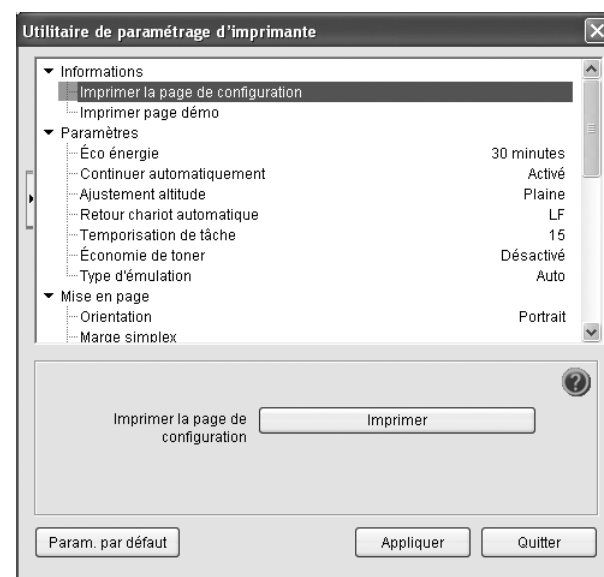 Utilitaire de paramétrage d'imprimante
Informations
Imprimer la page de configuration
Imprimer page démo
Paramètres
Éco énergie 30 minutes
Continuer automatiquement Activé
Ajustement altitude Plaine
Retour chariot automatique LF
Temporisation de tâche 15
Économie de toner Désactivé
Type d'émulation Auto
Mise en page
Orientation Portrait
Marge simplex
Imprimer la page de
configuration
Imprimer
Param. par défaut Appliquer Quitter